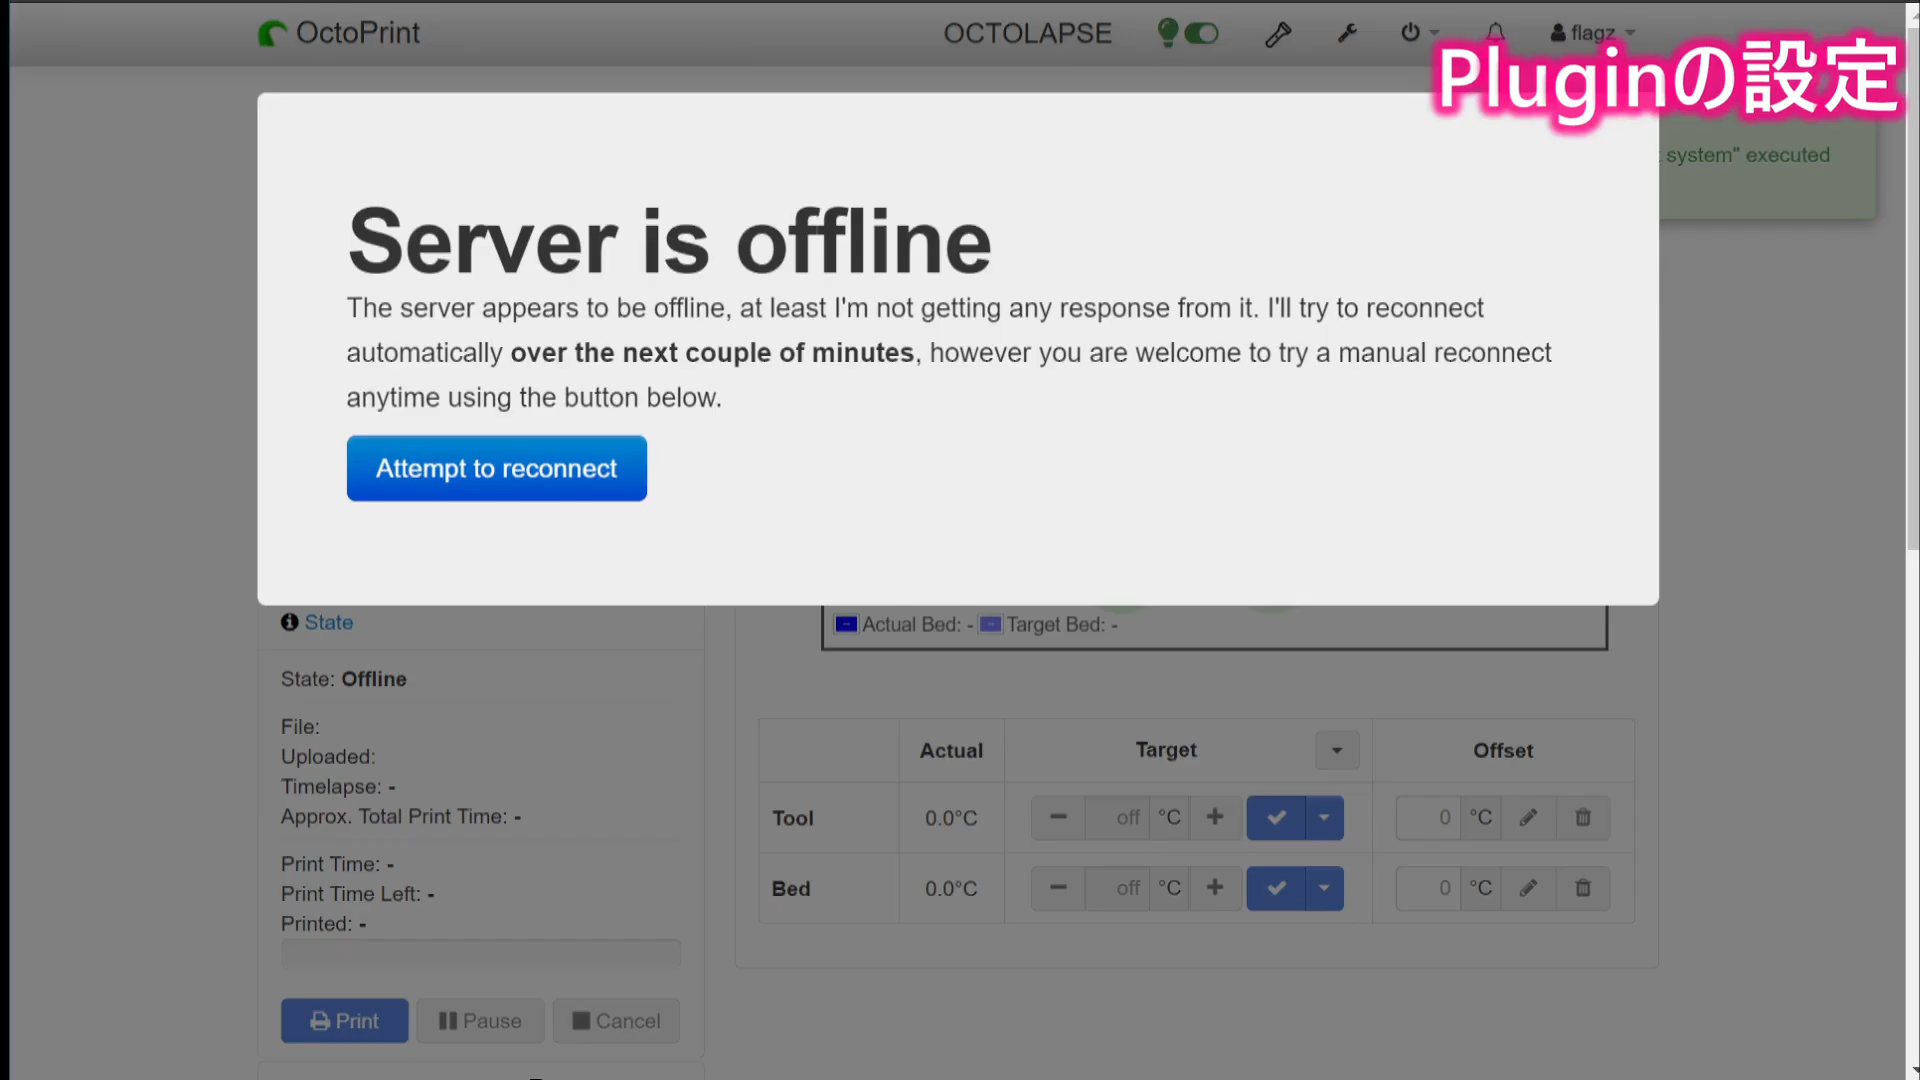 OctoPrint
OCTOLAPSE
flagz
Pluginの設定
system" executed
Server is offline
The server appears to be offline, at least I'm not getting any response from it. I'll try to reconnect
automatically over the next couple of minutes, however you are welcome to try a manual reconnect
anytime using the button below.
Attempt to reconnect
State
State: Offline
File:
Uploaded:
Timelapse: -
Approx. Total Print Time: -
Print Time: -
Print Time Left: -
Printed: -
Print
Pause
Cancel
Actual Bed: - Target Bed: -
Actual Target Offset
Tool 0.0°C off °C 0 °C
Bed 0.0°C off °C 0 °C